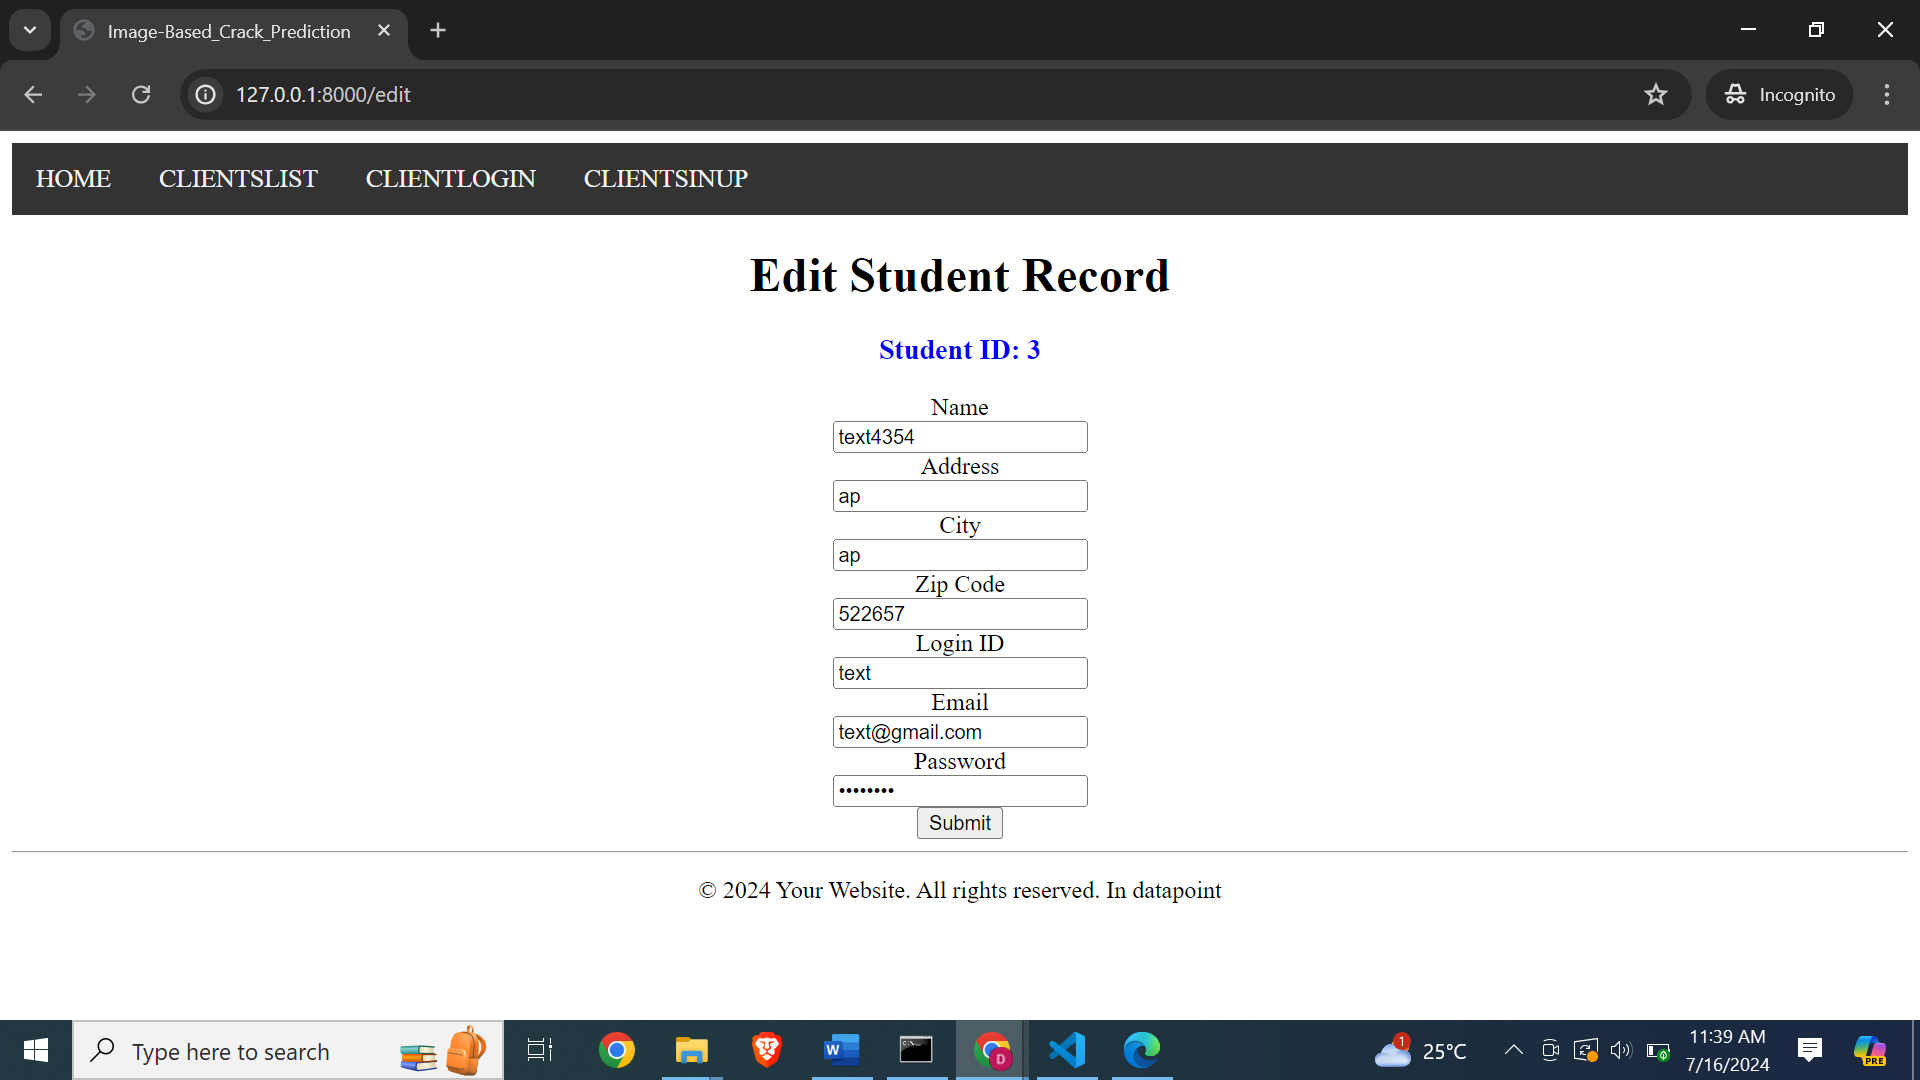 Image-Based_Crack_Prediction
127.0.0.1:8000/edit
Incognito
HOME CLIENTSLIST CLIENTLOGIN CLIENTSINUP
Edit Student Record
Student ID: 3
Name
text4354
Address
ap
City
ap
Zip Code
522657
Login ID
text
Email
text@gmail.com
Password
••••••••
Submit
© 2024 Your Website. All rights reserved. In datapoint
Type here to search
W
C:\_
D
1
25°C
11:39 AM
7/16/2024
PRE